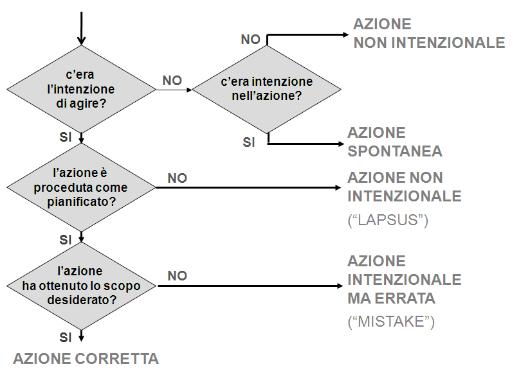 c'era
l'intenzione
di agire?
NO
c'era intenzione
nell'azione?
NO
AZIONE
NON INTENZIONALE
SI
AZIONE
SPONTANEA
SI
l'azione è
proceduta come
pianificato?
NO
AZIONE NON
INTENZIONALE
("LAPSUS")
SI
l'azione
ha ottenuto lo scopo
desiderato?
NO
AZIONE
INTENZIONALE
MA ERRATA
("MISTAKE")
SI
AZIONE CORRETTA